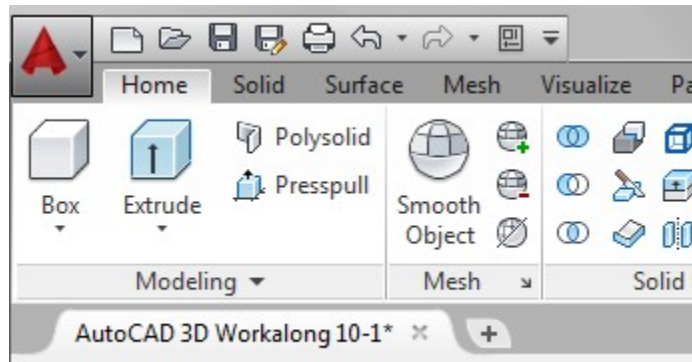 Home Solid Surface Mesh Visualize Pa
Polysolid
Presspull
Box
Extrude
Smooth
Object
Modeling
Mesh
Solid
AutoCAD 3D Workalong 10-1*